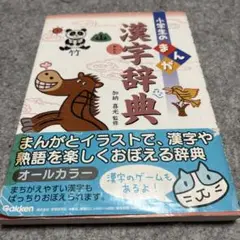 小学生のまんが
漢字辞典
加納喜光 監修
まんがとイラストで、漢字や
熟語を楽しくおぼえる辞典
オールカラー
まちがえやすい漢字も
ばっちりおぼえられます。
漢字のゲームも
あるよ!
Gakken